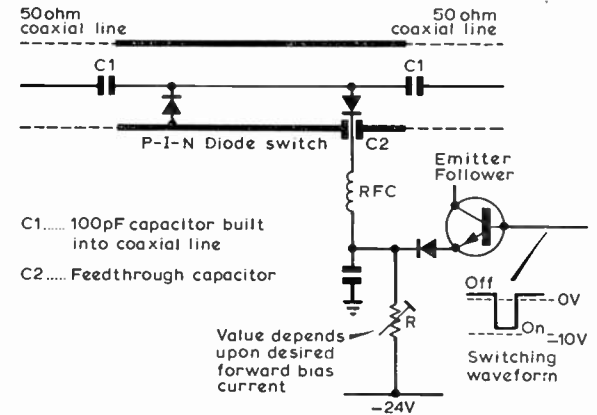 50 ohm
coaxial line
50 ohm
coaxial line
C1
C1
P-I-N Diode switch
C2
Emitter
Follower
RFC
C1..... 100pF capacitor built
into coaxial line
C2..... Feedthrough capacitor
Off
0V
On
-10V
Switching
waveform
R
Value depends
upon desired
forward bias
current
-24V